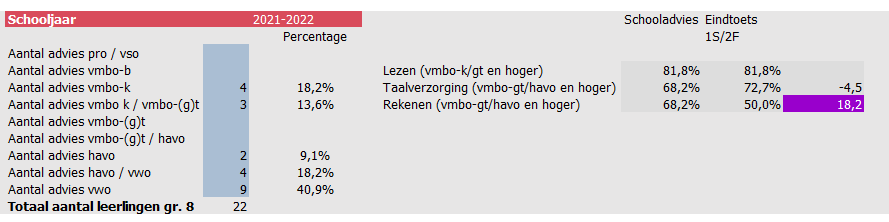 Schooljaar 2021-2022 Schooladvies Eindtoets
Percentage 1S/2F
Aantal advies pro / vso
Aantal advies vmbo-b Lezen (vmbo-k/gt en hoger) 81,8% 81,8%
Aantal advies vmbo-k 4 18,2% Taalverzorging (vmbo-gt/havo en hoger) 68,2% 72,7% -4,5
Aantal advies vmbo k / vmbo-(g)t 3 13,6% Rekenen (vmbo-gt/havo en hoger) 68,2% 50,0% 18,2
Aantal advies vmbo-(g)t
Aantal advies vmbo-(g)t / havo
Aantal advies havo 2 9,1%
Aantal advies havo / vwo 4 18,2%
Aantal advies vwo 9 40,9%
Totaal aantal leerlingen gr. 8 22